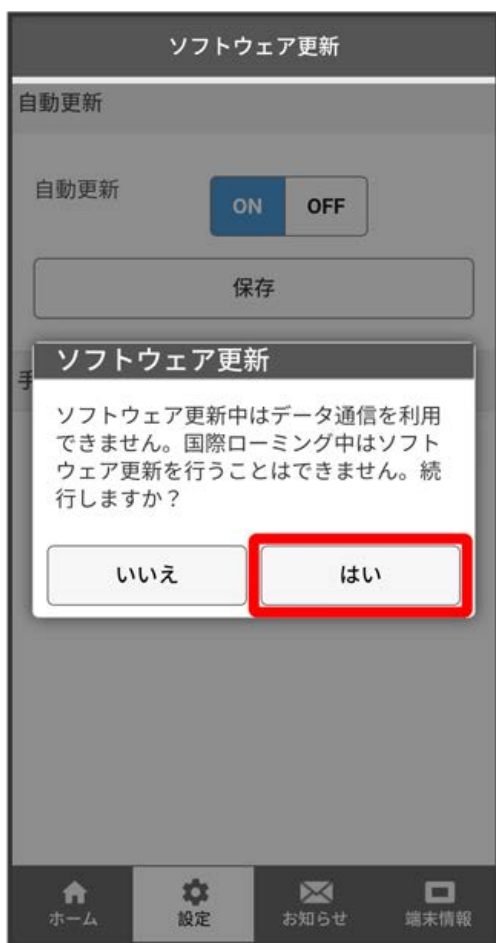 ソフトウェア更新
自動更新
自動更新
ON OFF
保存
手
ソフトウェア更新
ソフトウェア更新中はデータ通信を利用
できません。国際ローミング中はソフト
ウェア更新を行うことはできません。続
行しますか？
いいえ はい
ホーム 設定 お知らせ 端末情報